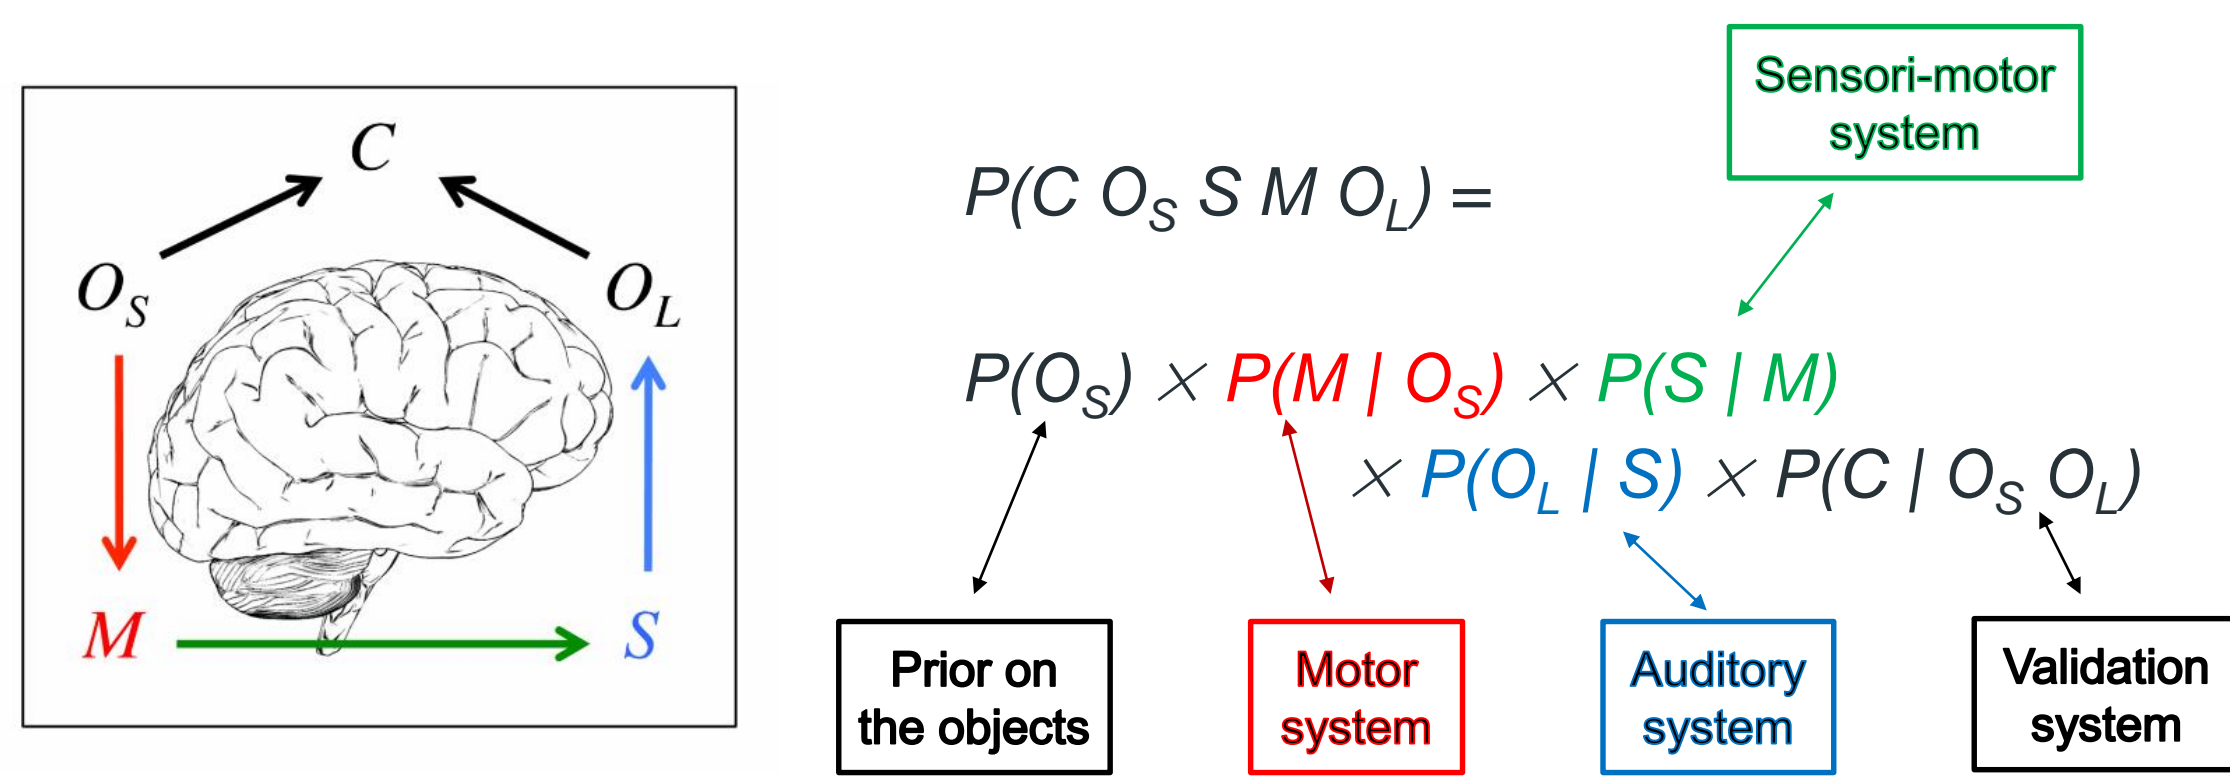 C
O_S
O_L
M
S
P(C O_S S M O_L) =
Sensori-motor
system
P(O_S) × P(M | O_S) × P(S | M)
× P(O_L | S) × P(C | O_S O_L)
Prior on
the objects
Motor
system
Auditory
system
Validation
system